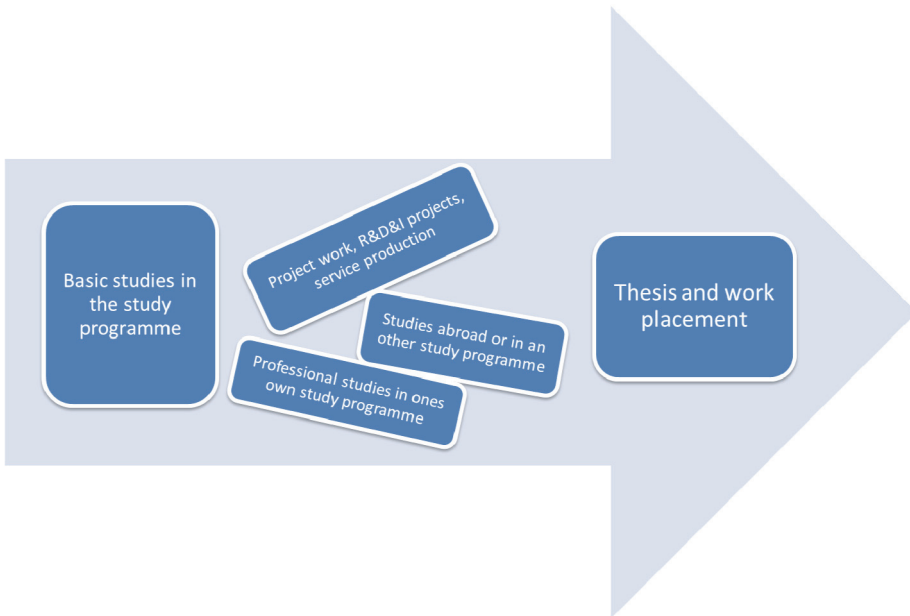 Basic studies in
the study
programme
Project work, R&D&I projects,
service production
Studies abroad or in an
other study programme
Professional studies in ones
own study programme
Thesis and work
placement